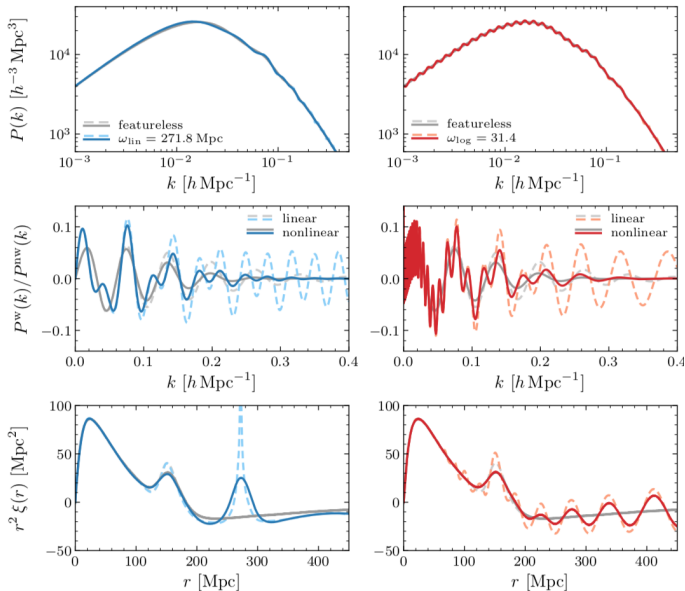 P(k) [h⁻³ Mpc³]
10⁴
10³
featureless
ω_lin = 271.8 Mpc
10⁻³ 10⁻² 10⁻¹
k [h Mpc⁻¹]
featureless
ω_log = 31.4
10⁻³ 10⁻² 10⁻¹
k [h Mpc⁻¹]
P^w(k)/P^nw(k)
0.1
0.0
−0.1
linear
nonlinear
0.0 0.1 0.2 0.3 0.4
k [h Mpc⁻¹]
linear
nonlinear
0.0 0.1 0.2 0.3 0.4
k [h Mpc⁻¹]
r² ξ(r) [Mpc²]
100
50
0
−50
0 100 200 300 400
r [Mpc]
100
50
0
−50
0 100 200 300 400
r [Mpc]